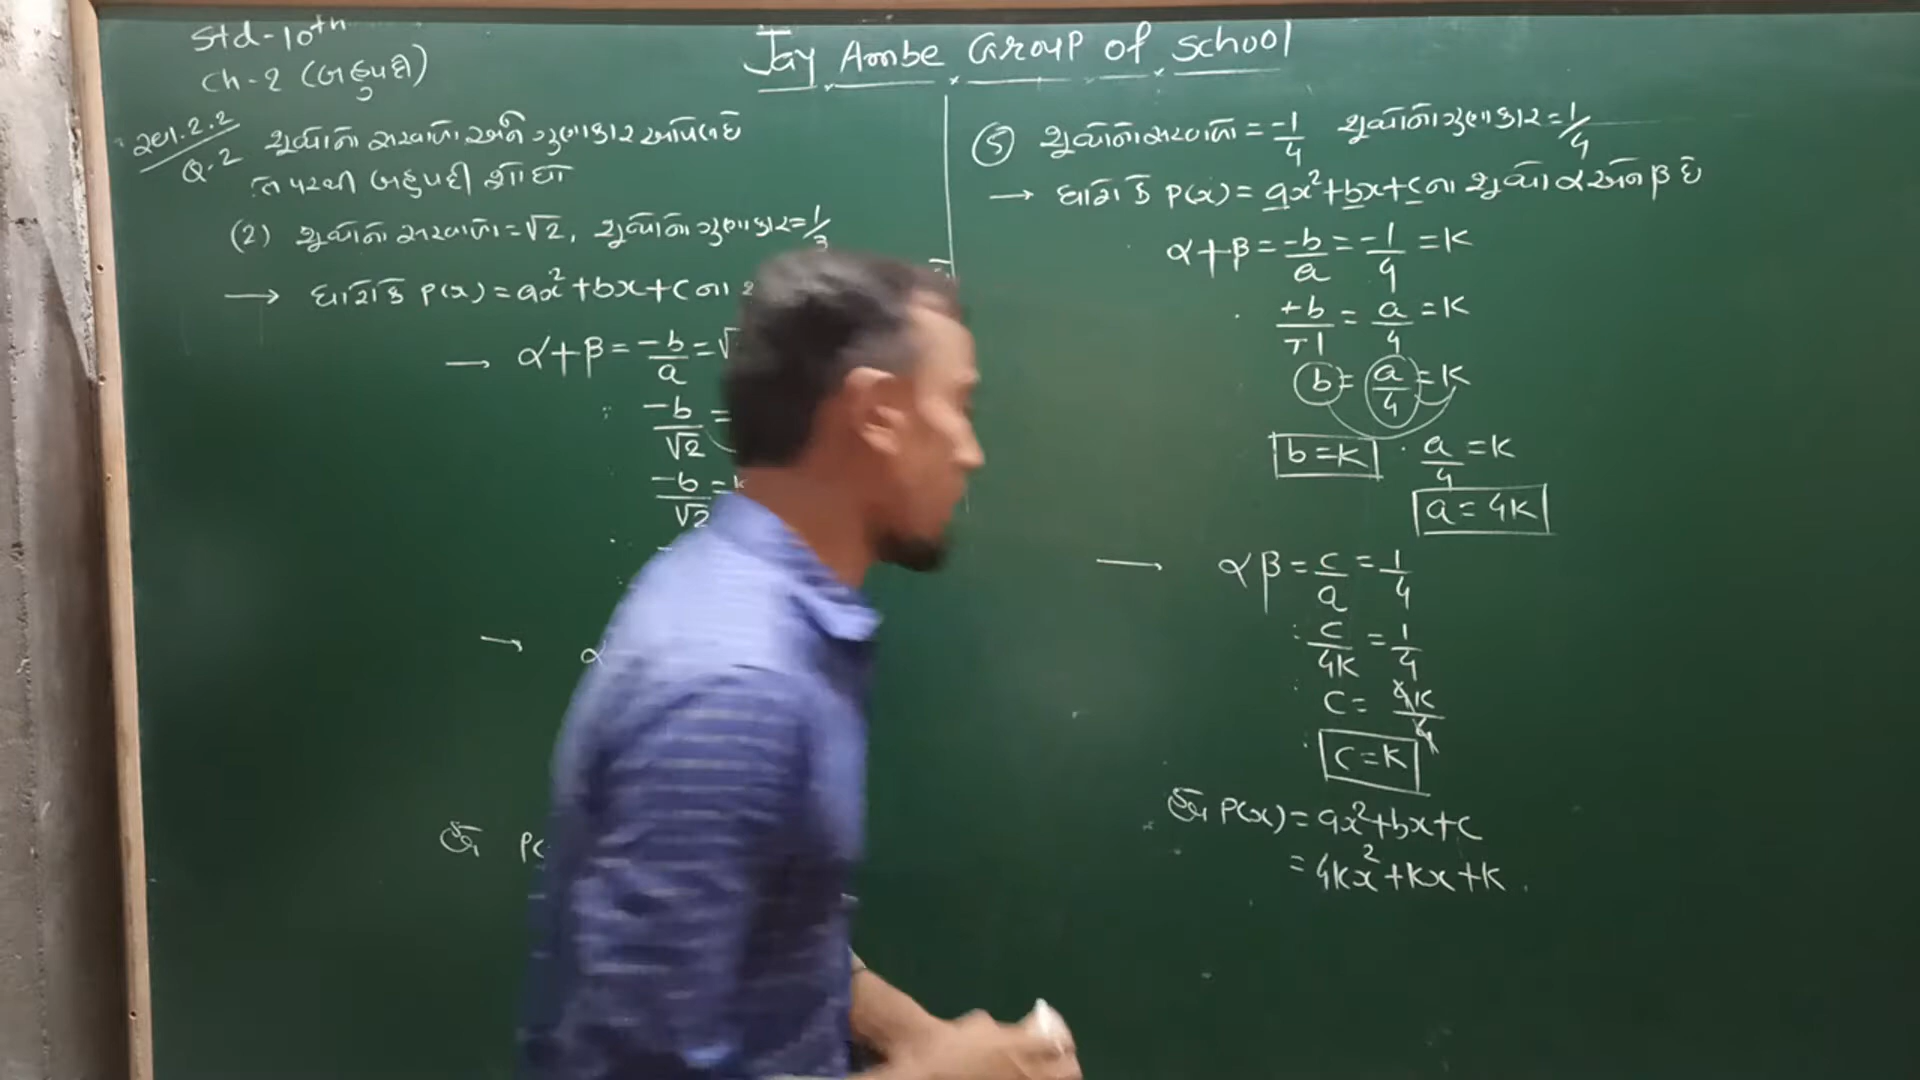 Std-10th
Ch-2 (બહુપદી)
Jay Ambe Group of School
સ્વા.2.2
Q-2
શૂન્યોનો સરવાળો અને ગુણાકાર આપેલ છે
તે પરથી બહુપદી શોધો
(2) શૂન્યોનો સરવાળો = √2, શૂન્યોનો ગુણાકાર = 1/3
→ ધારો કે P(x) = ax²+bx+c ના
→ α+β = -b/a = √
-b/√2 =
-b/√2 = k
→ α
હવે P(
⑤ શૂન્યોનો સરવાળો = -1/4 શૂન્યોનો ગુણાકાર = 1/4
→ ધારો કે P(x) = ax²+bx+c ના શૂન્યો α અને β છે
α+β = -b/a = -1/4 = K
+b/+1 = a/4 = K
b = a/4 = K
b = K . a/4 = K
a = 4K
→ αβ = c/a = 1/4
∴ c/4K = 1/4
∴ C = 4K/4
∴ C = K
હવે P(x) = ax²+bx+c
= 4Kx²+Kx+K.